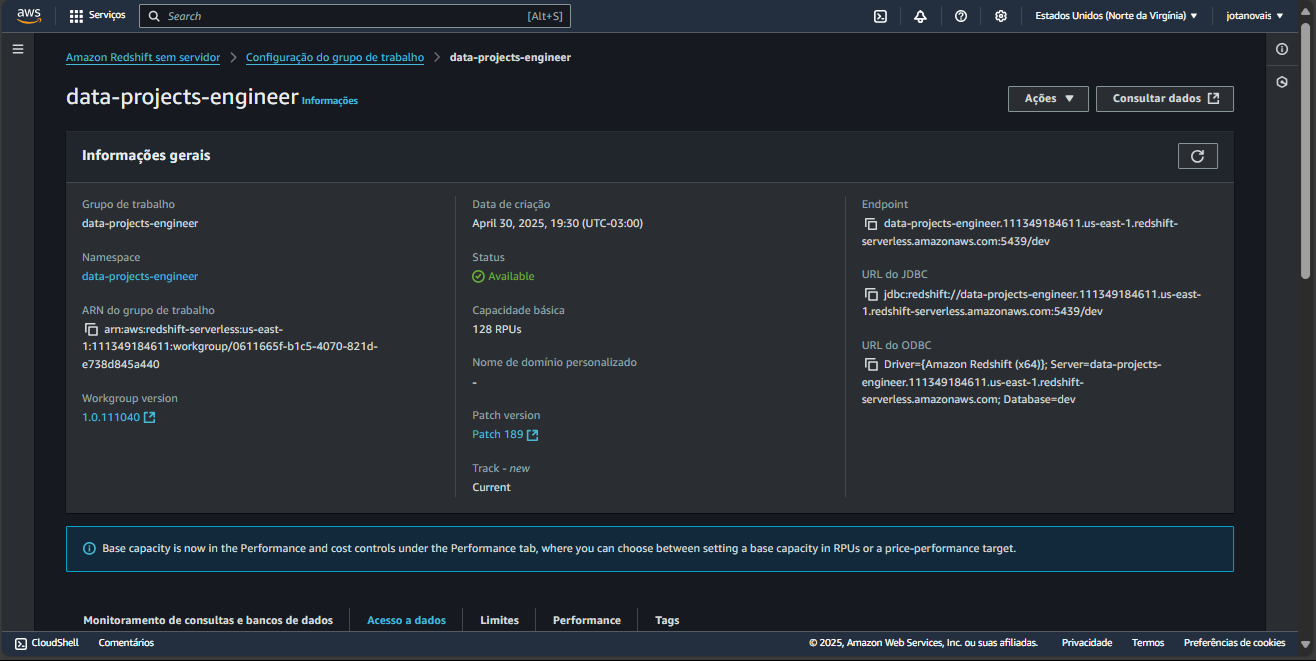 aws
Serviços
Search
[Alt+S]
Estados Unidos (Norte da Virgínia)
jotanovais
Amazon Redshift sem servidor
Configuração do grupo de trabalho
data-projects-engineer
data-projects-engineer Informações
Ações
Consultar dados
Informações gerais
Grupo de trabalho
data-projects-engineer
Namespace
data-projects-engineer
ARN do grupo de trabalho
arn:aws:redshift-serverless:us-east-
1:111349184611:workgroup/0611665f-b1c5-4070-821d-
e738d845a440
Workgroup version
1.0.111040
Data de criação
April 30, 2025, 19:30 (UTC-03:00)
Status
Available
Capacidade básica
128 RPUs
Nome de domínio personalizado
-
Patch version
Patch 189
Track - new
Current
Endpoint
data-projects-engineer.111349184611.us-east-1.redshift-
serverless.amazonaws.com:5439/dev
URL do JDBC
jdbc:redshift://data-projects-engineer.111349184611.us-east-
1.redshift-serverless.amazonaws.com:5439/dev
URL do ODBC
Driver={Amazon Redshift (x64)}; Server=data-projects-
engineer.111349184611.us-east-1.redshift-
serverless.amazonaws.com; Database=dev
Base capacity is now in the Performance and cost controls under the Performance tab, where you can choose between setting a base capacity in RPUs or a price-performance target.
Monitoramento de consultas e bancos de dados
Acesso a dados
Limites
Performance
Tags
CloudShell
Comentários
© 2025, Amazon Web Services, Inc. ou suas afiliadas.
Privacidade
Termos
Preferências de cookies